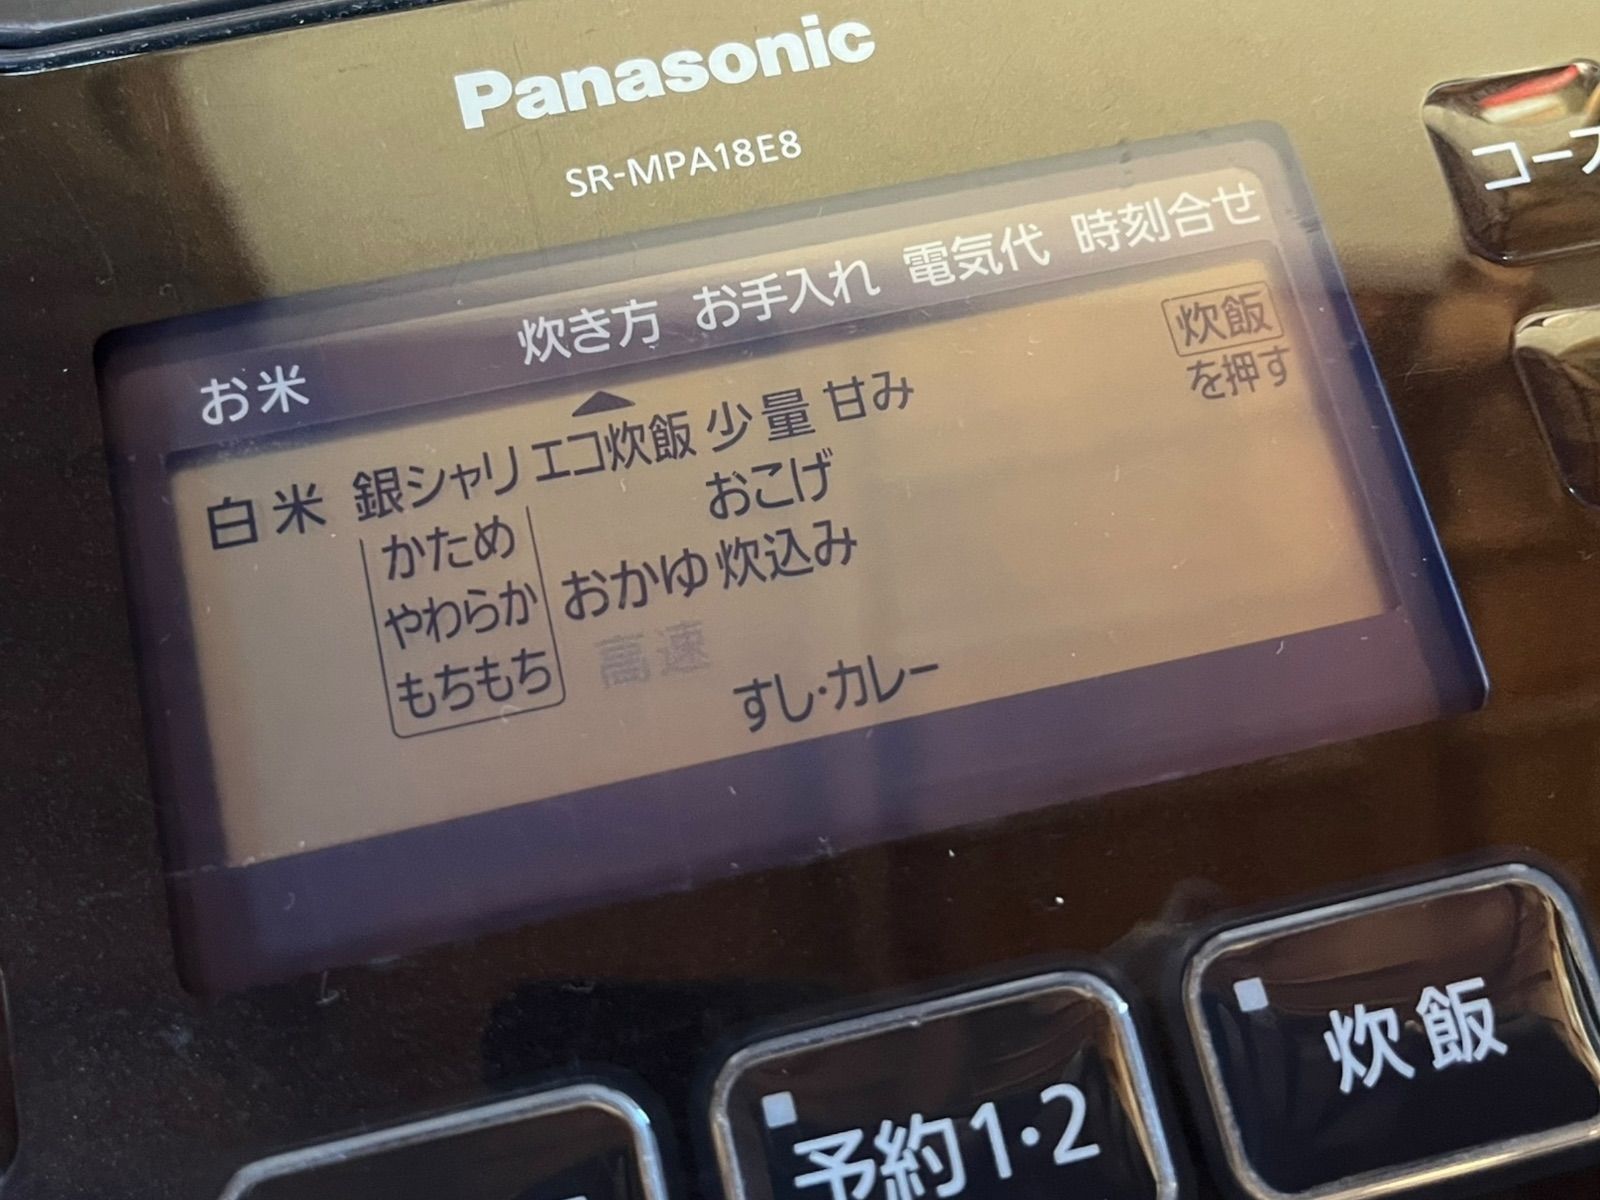 Panasonic
SR-MPA18E8
コース
お米 炊き方 お手入れ 電気代 時刻合せ
白米 銀シャリ エコ炊飯 少量 甘み 炊飯
を押す
かため おこげ
やわらか おかゆ 炊込み
もちもち 高速 すし・カレー
予約1・2
炊飯